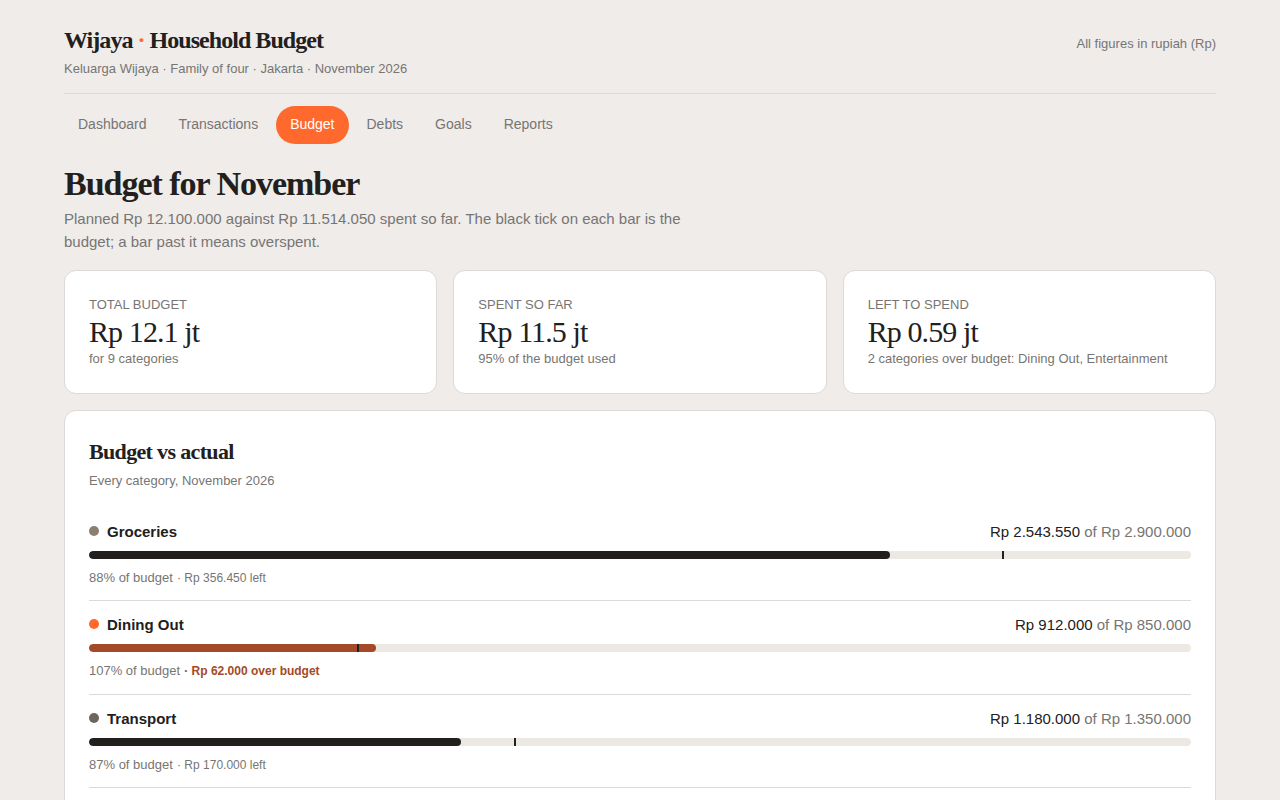 Wijaya · Household Budget
Keluarga Wijaya · Family of four · Jakarta · November 2026
All figures in rupiah (Rp)
Dashboard Transactions Budget Debts Goals Reports
Budget for November
Planned Rp 12.100.000 against Rp 11.514.050 spent so far. The black tick on each bar is the
budget; a bar past it means overspent.
TOTAL BUDGET
Rp 12.1 jt
for 9 categories
SPENT SO FAR
Rp 11.5 jt
95% of the budget used
LEFT TO SPEND
Rp 0.59 jt
2 categories over budget: Dining Out, Entertainment
Budget vs actual
Every category, November 2026
Groceries Rp 2.543.550 of Rp 2.900.000
88% of budget · Rp 356.450 left
Dining Out Rp 912.000 of Rp 850.000
107% of budget · Rp 62.000 over budget
Transport Rp 1.180.000 of Rp 1.350.000
87% of budget · Rp 170.000 left